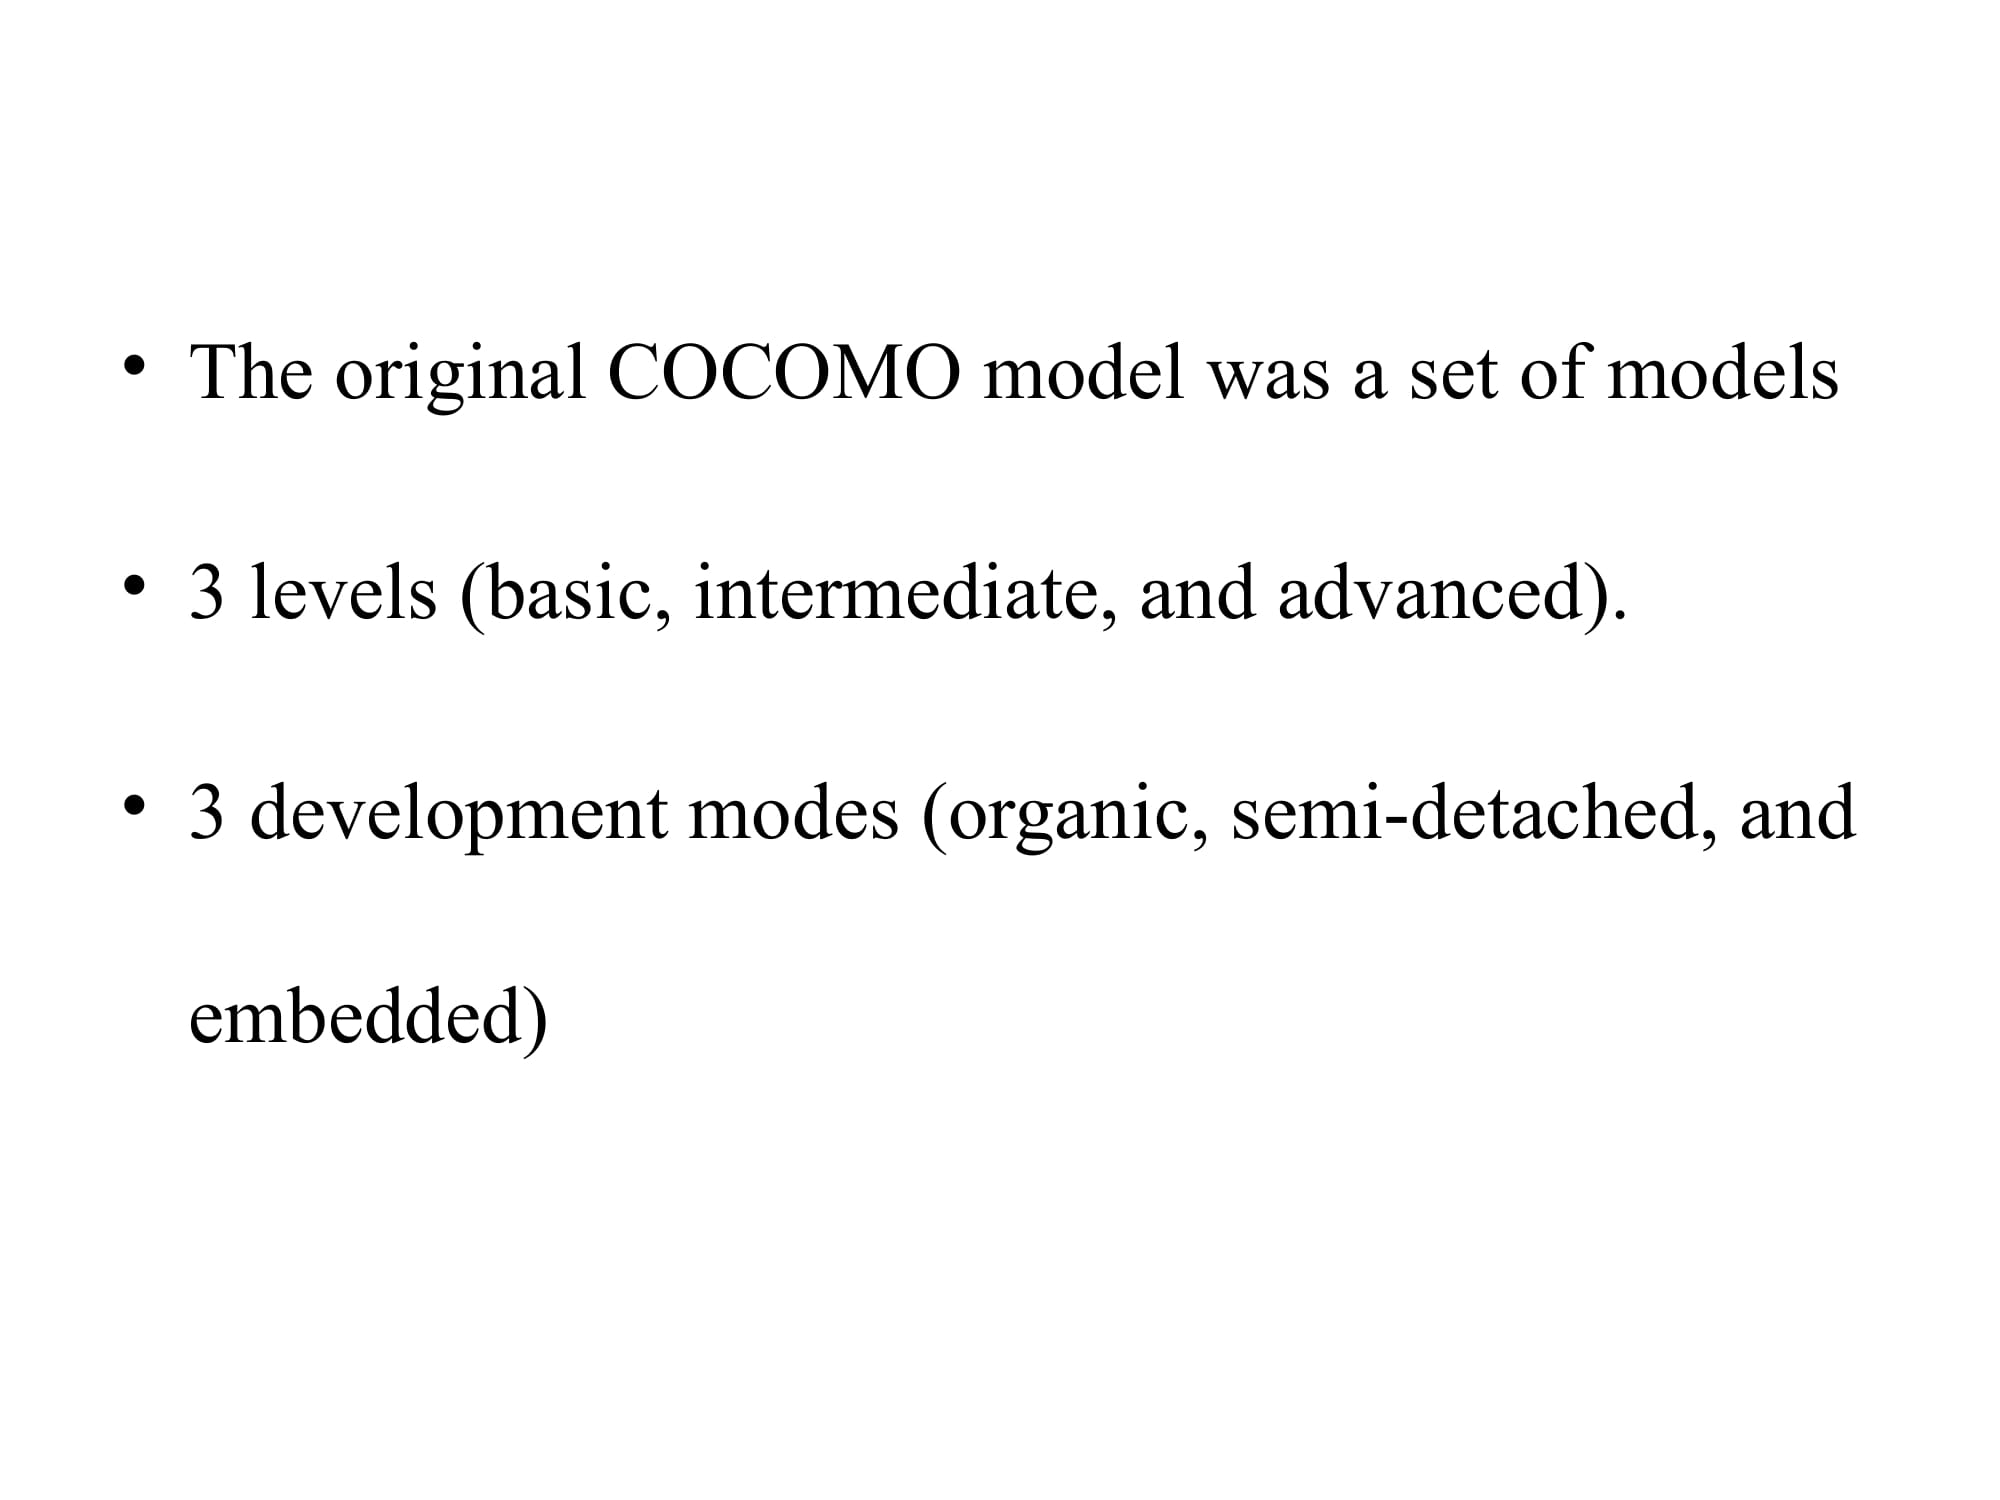 • The original COCOMO model was a set of models
• 3 levels (basic, intermediate, and advanced).
• 3 development modes (organic, semi-detached, and
embedded)